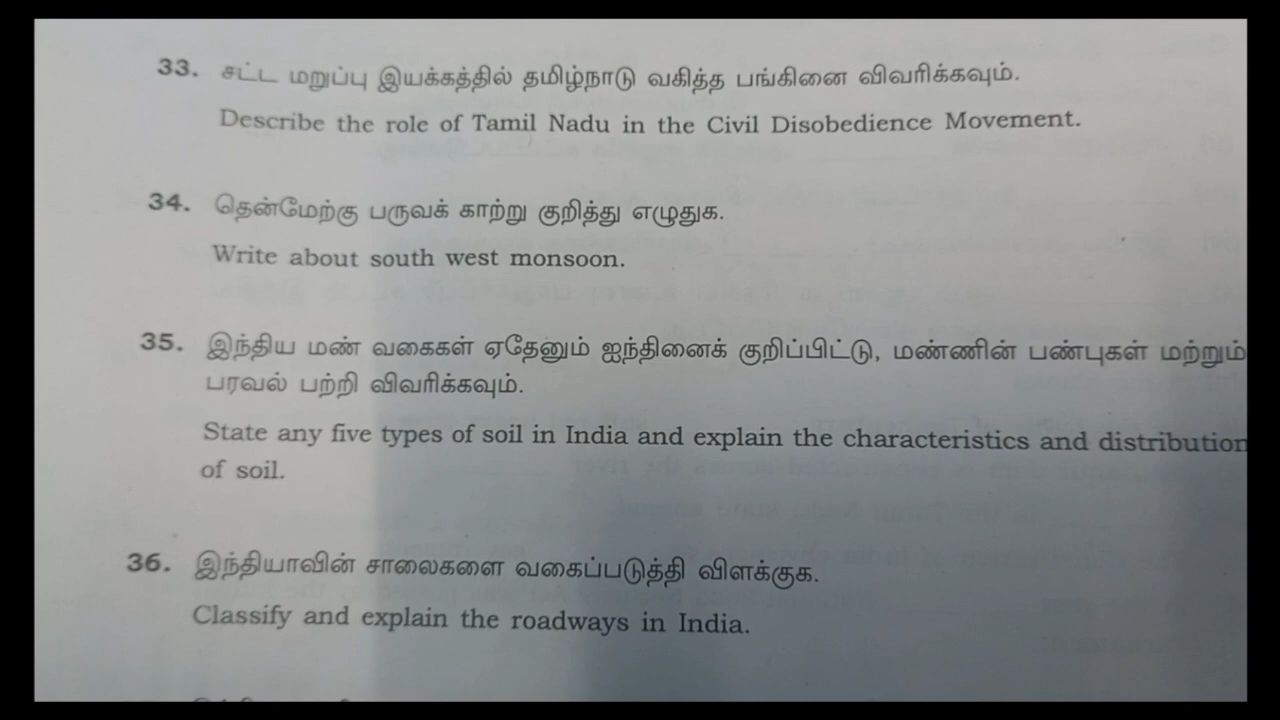 33. சட்ட மறுப்பு இயக்கத்தில் தமிழ்நாடு வகித்த பங்கினை விவரிக்கவும்.
Describe the role of Tamil Nadu in the Civil Disobedience Movement.
34. தென்மேற்கு பருவக் காற்று குறித்து எழுதுக.
Write about south west monsoon.
35. இந்திய மண் வகைகள் ஏதேனும் ஐந்தினைக் குறிப்பிட்டு, மண்ணின் பண்புகள் மற்றும்
பரவல் பற்றி விவரிக்கவும்.
State any five types of soil in India and explain the characteristics and distribution
of soil.
36. இந்தியாவின் சாலைகளை வகைப்படுத்தி விளக்குக.
Classify and explain the roadways in India.